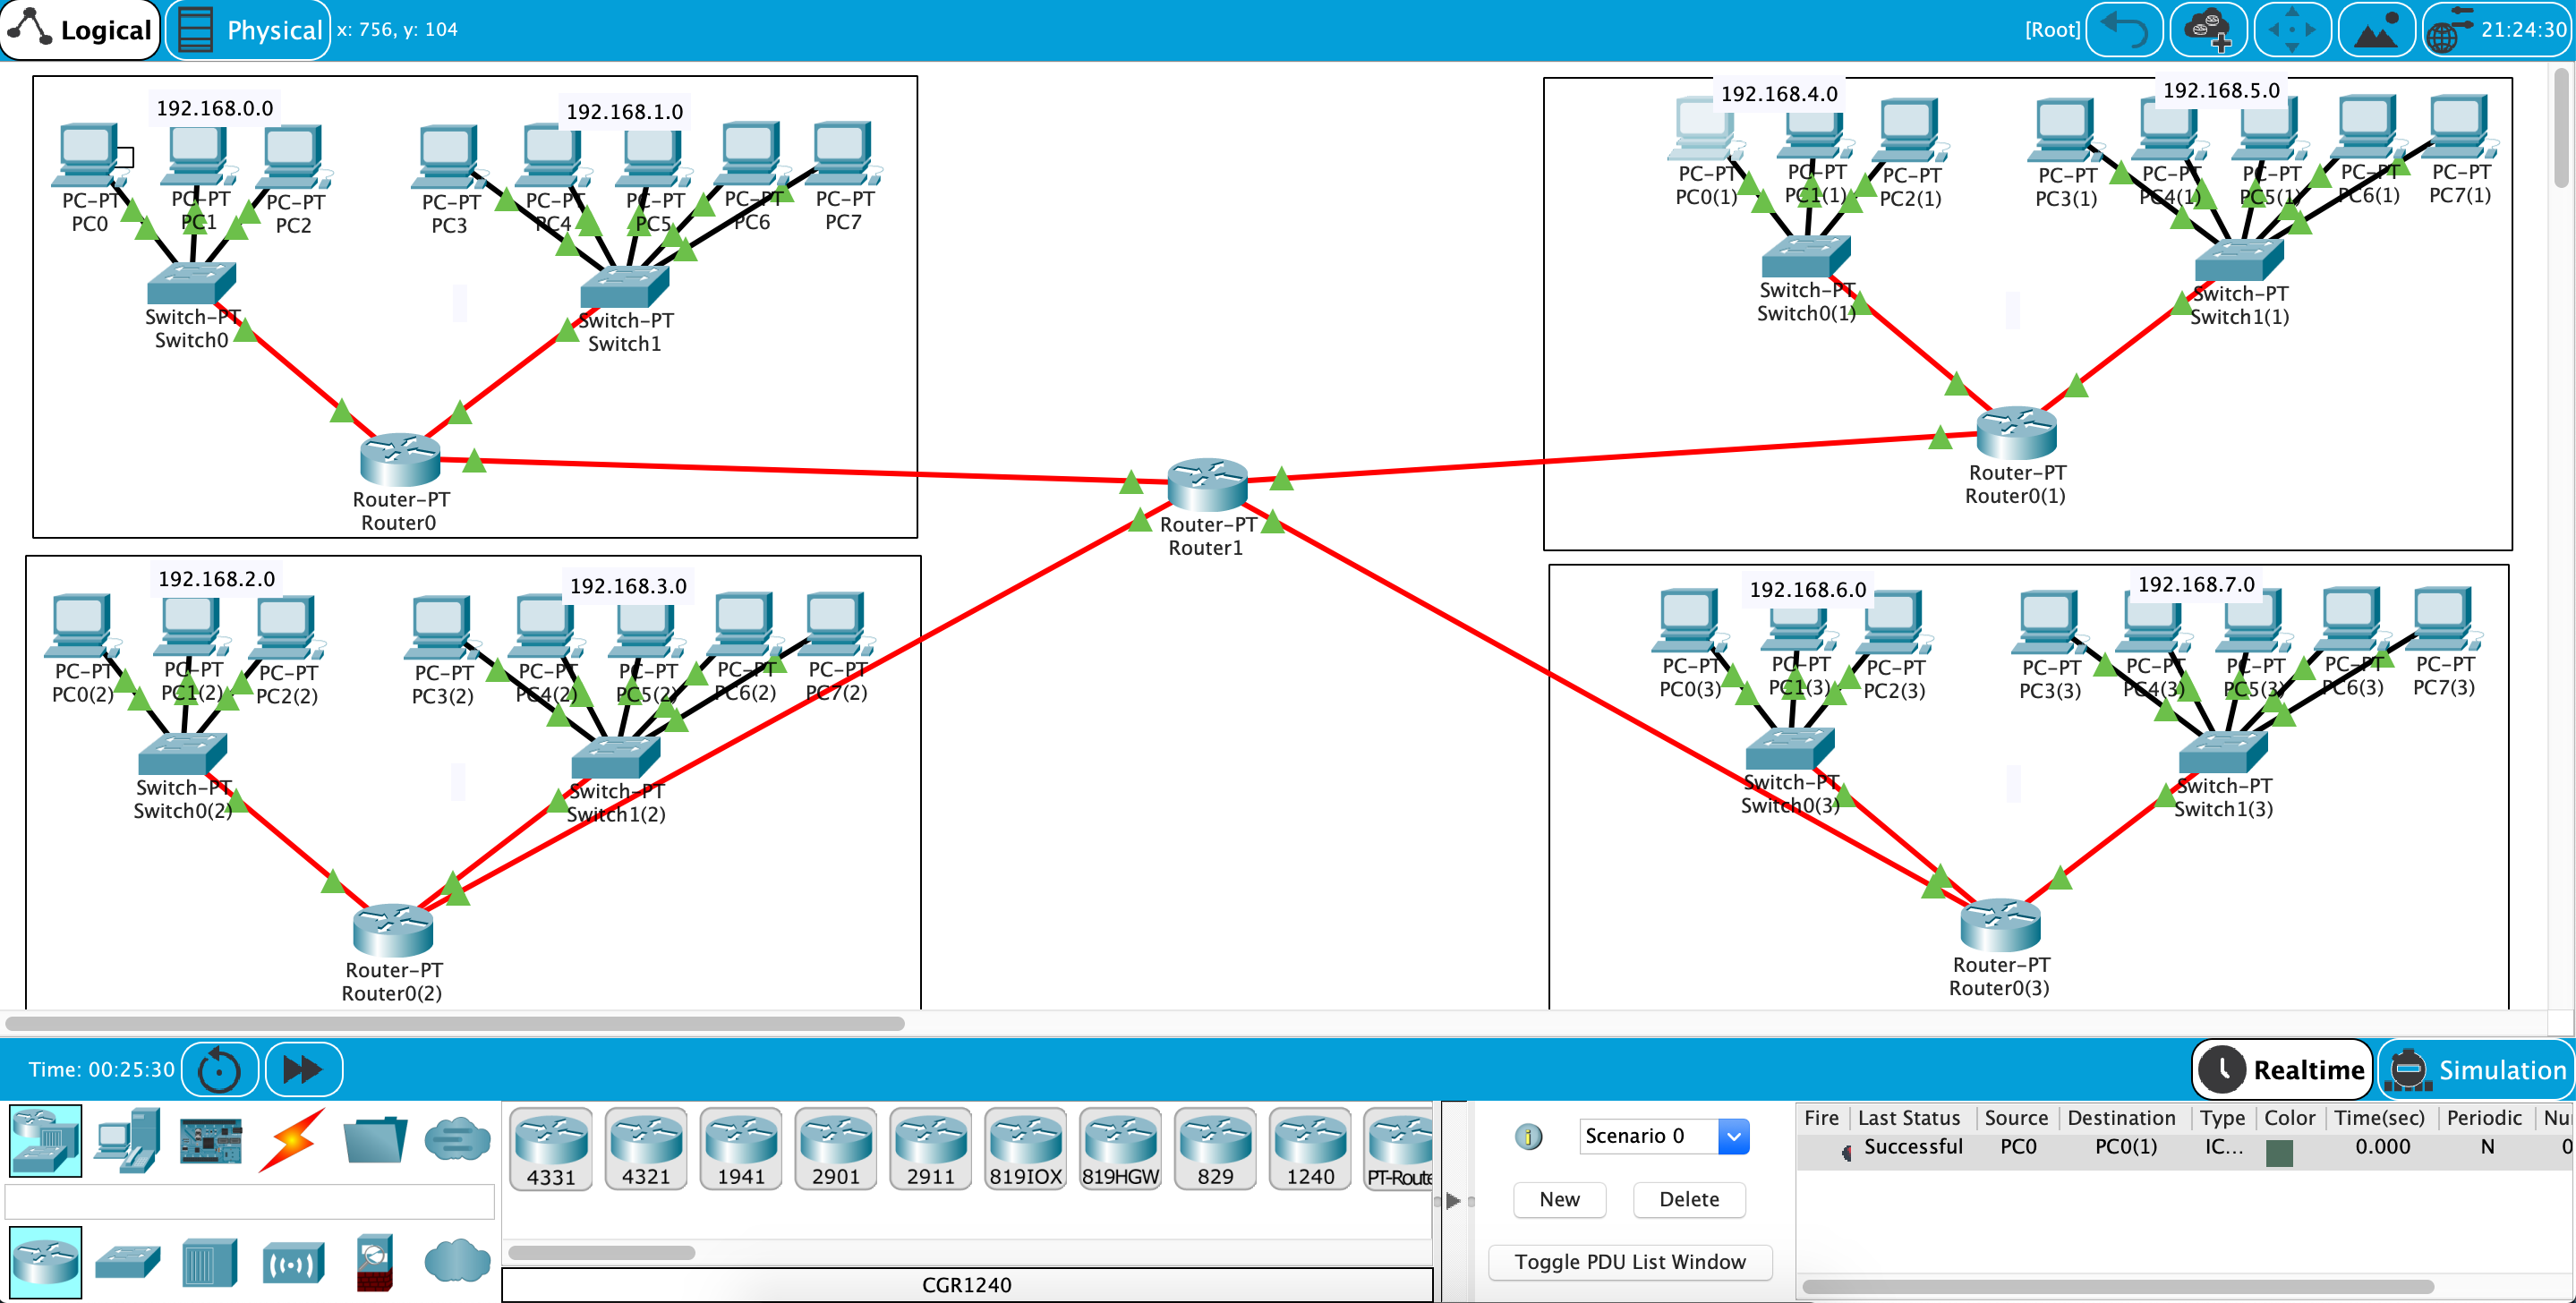 Logical
Physical
x: 756, y: 104
[Root]
21:24:30
192.168.0.0
192.168.1.0
PC-PT
PC0
PC-PT
PC1
PC-PT
PC2
PC-PT
PC3
PC-PT
PC4
PC-PT
PC5
PC-PT
PC6
PC-PT
PC7
Switch-PT
Switch0
Switch-PT
Switch1
Router-PT
Router0
192.168.4.0
192.168.5.0
PC-PT
PC0(1)
PC-PT
PC1(1)
PC-PT
PC2(1)
PC-PT
PC3(1)
PC-PT
PC4(1)
PC-PT
PC5(1)
PC-PT
PC6(1)
PC-PT
PC7(1)
Switch-PT
Switch0(1)
Switch-PT
Switch1(1)
Router-PT
Router0(1)
Router-PT
Router1
192.168.2.0
192.168.3.0
PC-PT
PC0(2)
PC-PT
PC1(2)
PC-PT
PC2(2)
PC-PT
PC3(2)
PC-PT
PC4(2)
PC-PT
PC5(2)
PC-PT
PC6(2)
PC-PT
PC7(2)
Switch-PT
Switch0(2)
Switch-PT
Switch1(2)
Router-PT
Router0(2)
192.168.6.0
192.168.7.0
PC-PT
PC0(3)
PC-PT
PC1(3)
PC-PT
PC2(3)
PC-PT
PC3(3)
PC-PT
PC4(3)
PC-PT
PC5(3)
PC-PT
PC6(3)
PC-PT
PC7(3)
Switch-PT
Switch0(3)
Switch-PT
Switch1(3)
Router-PT
Router0(3)
Time: 00:25:30
Realtime
Simulation
4331 4321 1941 2901 2911 819IOX 819HGW 829 1240 PT-Route
CGR1240
Scenario 0
New
Delete
Toggle PDU List Window
Fire Last Status Source Destination Type Color Time(sec) Periodic Nu
Successful PC0 PC0(1) IC... 0.000 N 0